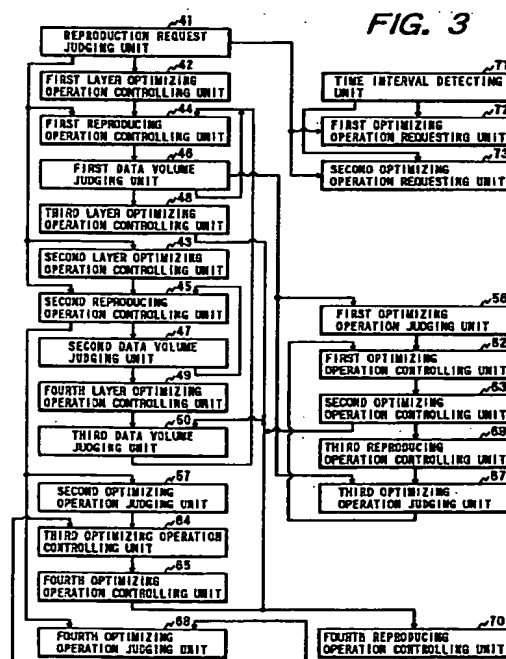 FIG. 3
41
REPRODUCTION REQUEST
JUDGING UNIT
42
FIRST LAYER OPTIMIZING
OPERATION CONTROLLING UNIT
44
FIRST REPRODUCING
OPERATION CONTROLLING UNIT
46
FIRST DATA VOLUME
JUDGING UNIT
48
THIRD LAYER OPTIMIZING
OPERATION CONTROLLING UNIT
43
SECOND LAYER OPTIMIZING
OPERATION CONTROLLING UNIT
45
SECOND REPRODUCING
OPERATION CONTROLLING UNIT
47
SECOND DATA VOLUME
JUDGING UNIT
49
FOURTH LAYER OPTIMIZING
OPERATION CONTROLLING UNIT
50
THIRD DATA VOLUME
JUDGING UNIT
57
SECOND OPTIMIZING
OPERATION JUDGING UNIT
64
THIRD OPTIMIZING OPERATION
CONTROLLING UNIT
65
FOURTH OPTIMIZING
OPERATION CONTROLLING UNIT
68
FOURTH OPTIMIZING
OPERATION JUDGING UNIT
71
TIME INTERVAL DETECTING
UNIT
72
FIRST OPTIMIZING
OPERATION REQUESTING UNIT
73
SECOND OPTIMIZING
OPERATION REQUESTING UNIT
56
FIRST OPTIMIZING
OPERATION JUDGING UNIT
62
FIRST OPTIMIZING
OPERATION CONTROLLING UNIT
63
SECOND OPTIMIZING
OPERATION CONTROLLING UNIT
69
THIRD REPRODUCING
OPERATION CONTROLLING UNIT
67
THIRD OPTIMIZING
OPERATION JUDGING UNIT
70
FOURTH REPRODUCING
OPERATION CONTROLLING UNIT